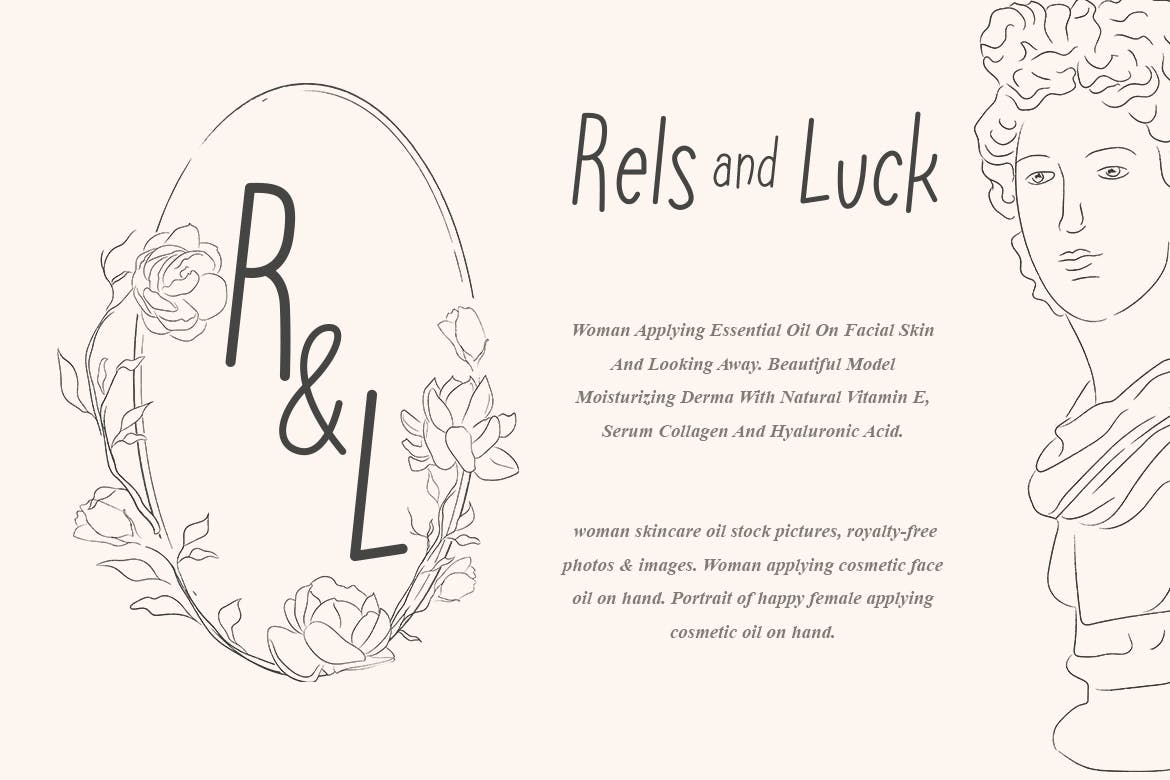 R
&
L
Rels and Luck
Woman Applying Essential Oil On Facial Skin
And Looking Away. Beautiful Model
Moisturizing Derma With Natural Vitamin E,
Serum Collagen And Hyaluronic Acid.
woman skincare oil stock pictures, royalty-free
photos & images. Woman applying cosmetic face
oil on hand. Portrait of happy female applying
cosmetic oil on hand.